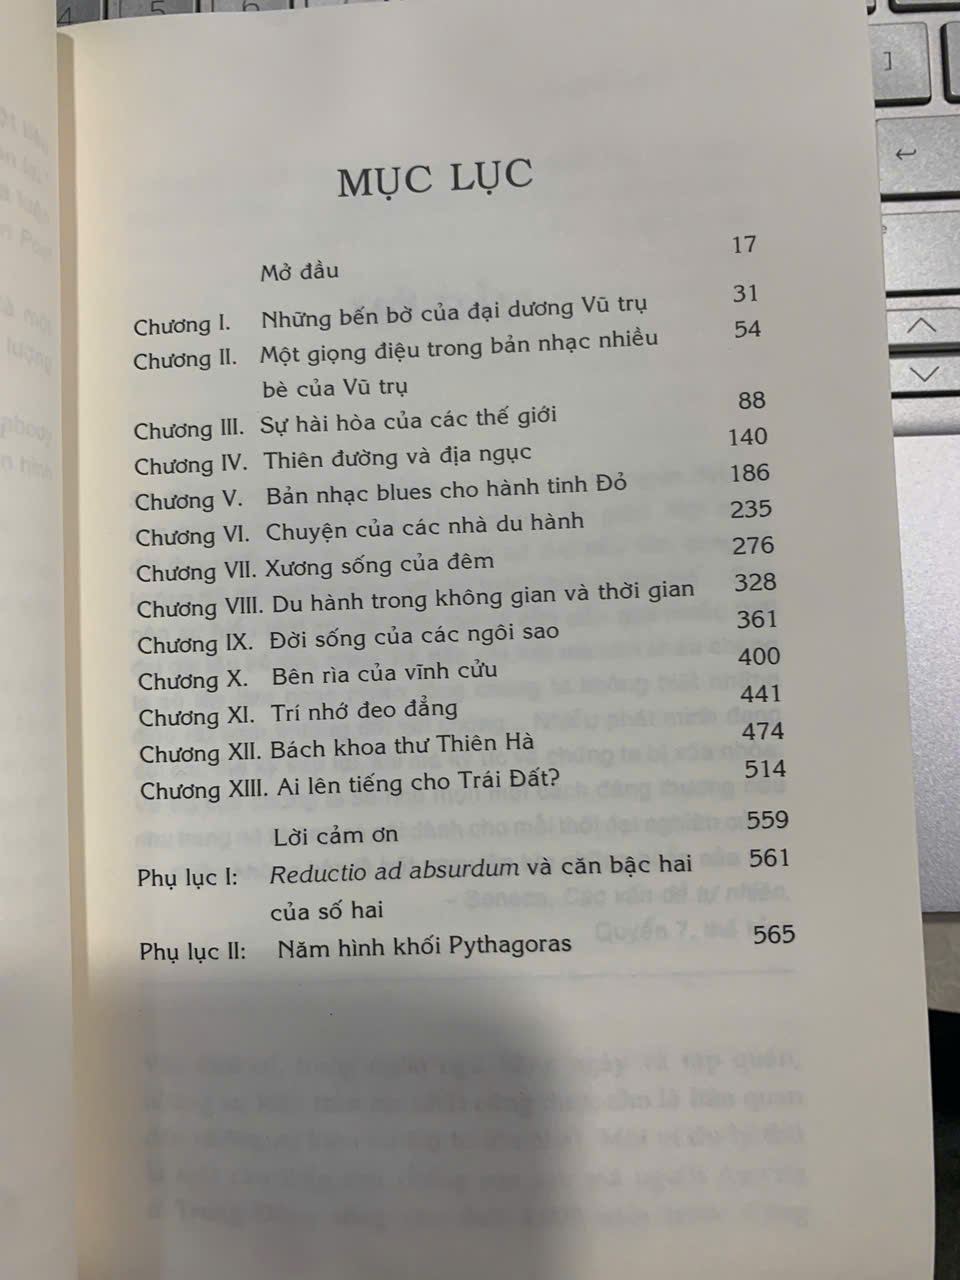 4 5 6
]
↩
MỤC LỤC
Mở đầu 17
Chương I. Những bến bờ của đại dương Vũ trụ 31
Chương II. Một giọng điệu trong bản nhạc nhiều 54
bè của Vũ trụ
Chương III. Sự hài hòa của các thế giới 88
Chương IV. Thiên đường và địa ngục 140
Chương V. Bản nhạc blues cho hành tinh Đỏ 186
Chương VI. Chuyện của các nhà du hành 235
Chương VII. Xương sống của đêm 276
Chương VIII. Du hành trong không gian và thời gian 328
Chương IX. Đời sống của các ngôi sao 361
Chương X. Bên rìa của vĩnh cửu 400
Chương XI. Trí nhớ đeo đẳng 441
Chương XII. Bách khoa thư Thiên Hà 474
Chương XIII. Ai lên tiếng cho Trái Đất? 514
Lời cảm ơn 559
Phụ lục I: Reductio ad absurdum và căn bậc hai 561
của số hai
Phụ lục II: Năm hình khối Pythagoras 565